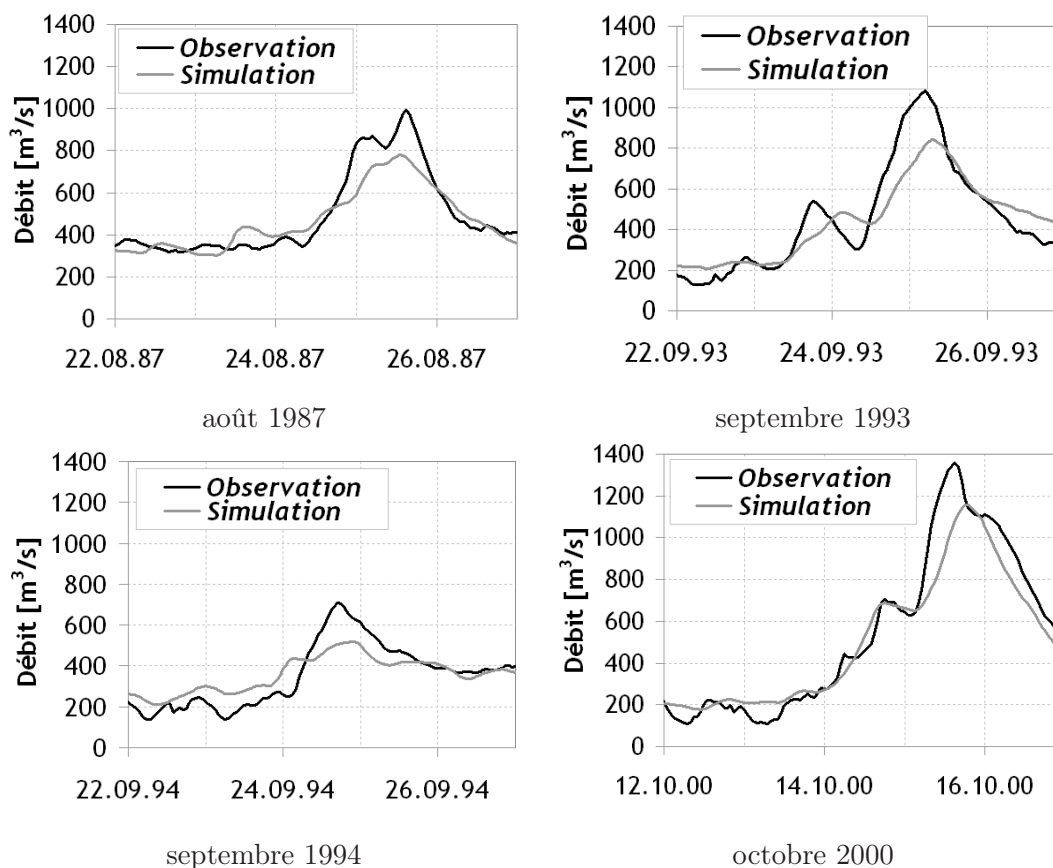 1400
1200
1000
800
600
400
200
0
Débit [m³/s]
Observation
Simulation
22.08.87 24.08.87 26.08.87
août 1987
1400
1200
1000
800
600
400
200
0
Débit [m³/s]
Observation
Simulation
22.09.93 24.09.93 26.09.93
septembre 1993
1400
1200
1000
800
600
400
200
0
Débit [m³/s]
Observation
Simulation
22.09.94 24.09.94 26.09.94
septembre 1994
1400
1200
1000
800
600
400
200
0
Débit [m³/s]
Observation
Simulation
12.10.00 14.10.00 16.10.00
octobre 2000